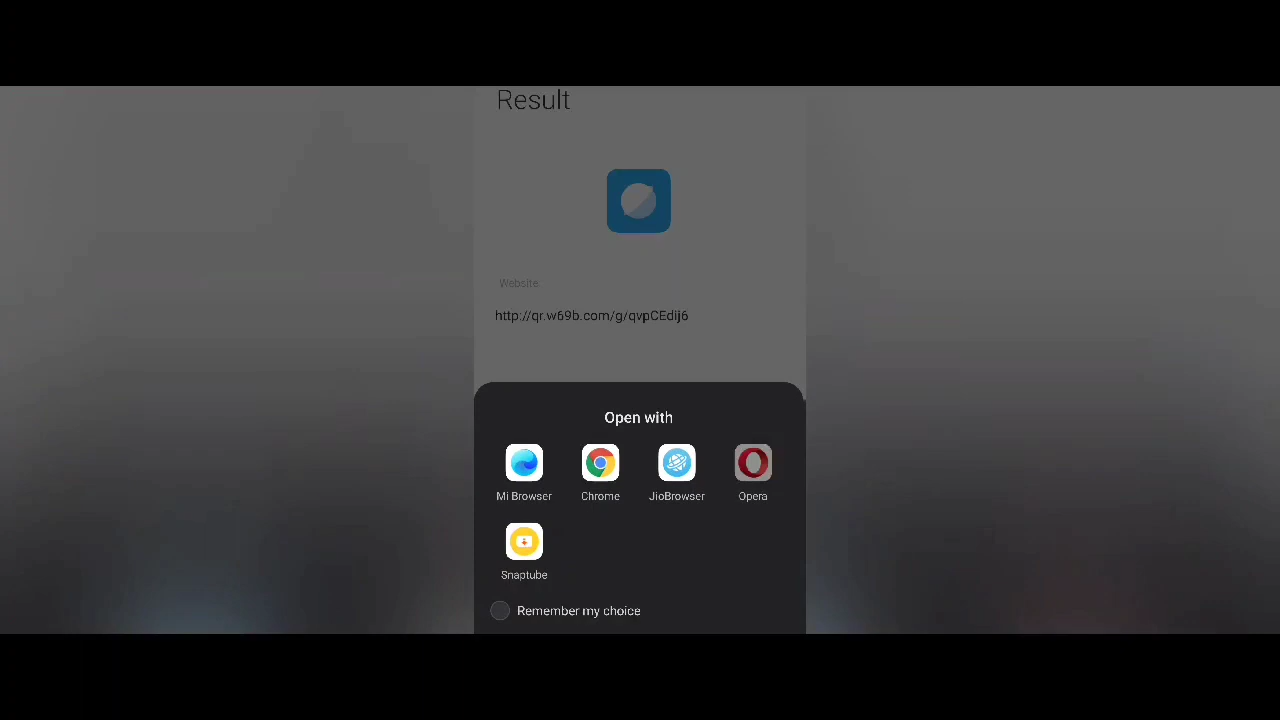 Result
Website
http://qr.w69b.com/g/qvpCEdij6
Open with
Mi Browser
Chrome
JioBrowser
Opera
Snaptube
Remember my choice